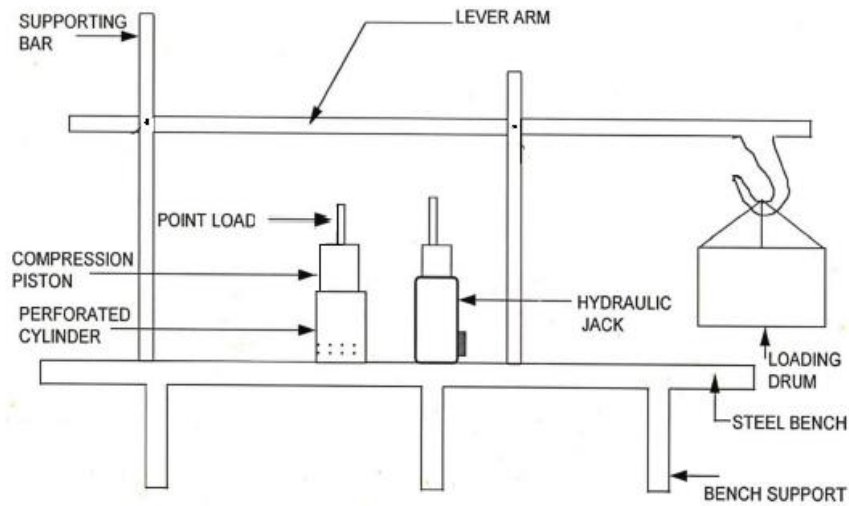 SUPPORTING
BAR
LEVER ARM
POINT LOAD
COMPRESSION
PISTON
PERFORATED
CYLINDER
HYDRAULIC
JACK
LOADING
DRUM
STEEL BENCH
BENCH SUPPORT